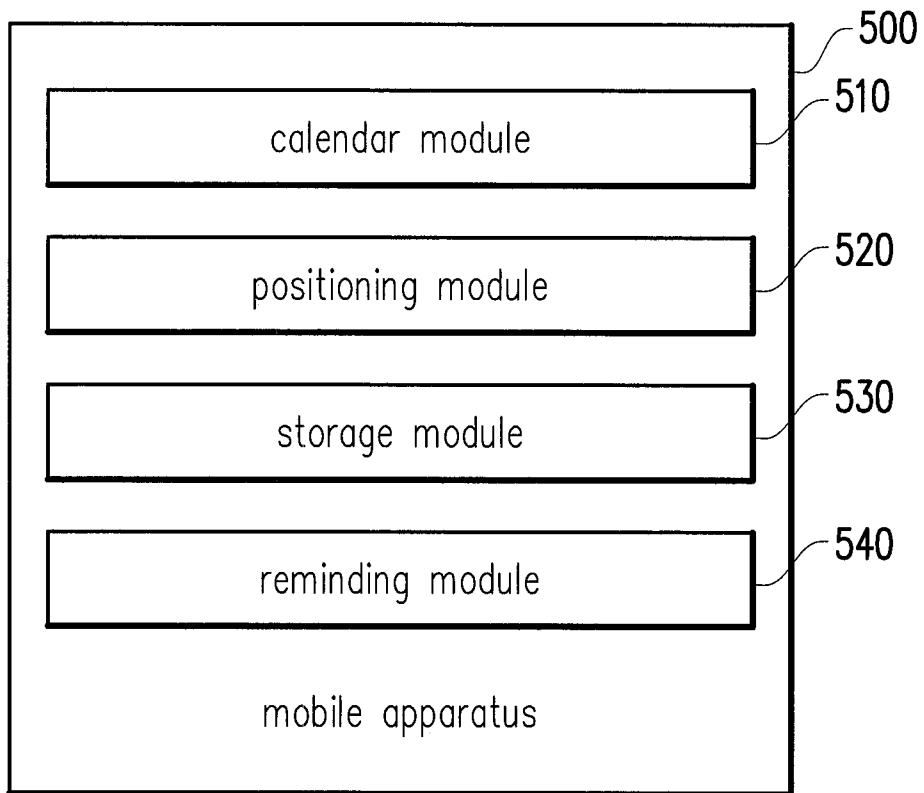 500
calendar module 510
positioning module 520
storage module 530
reminding module 540
mobile apparatus